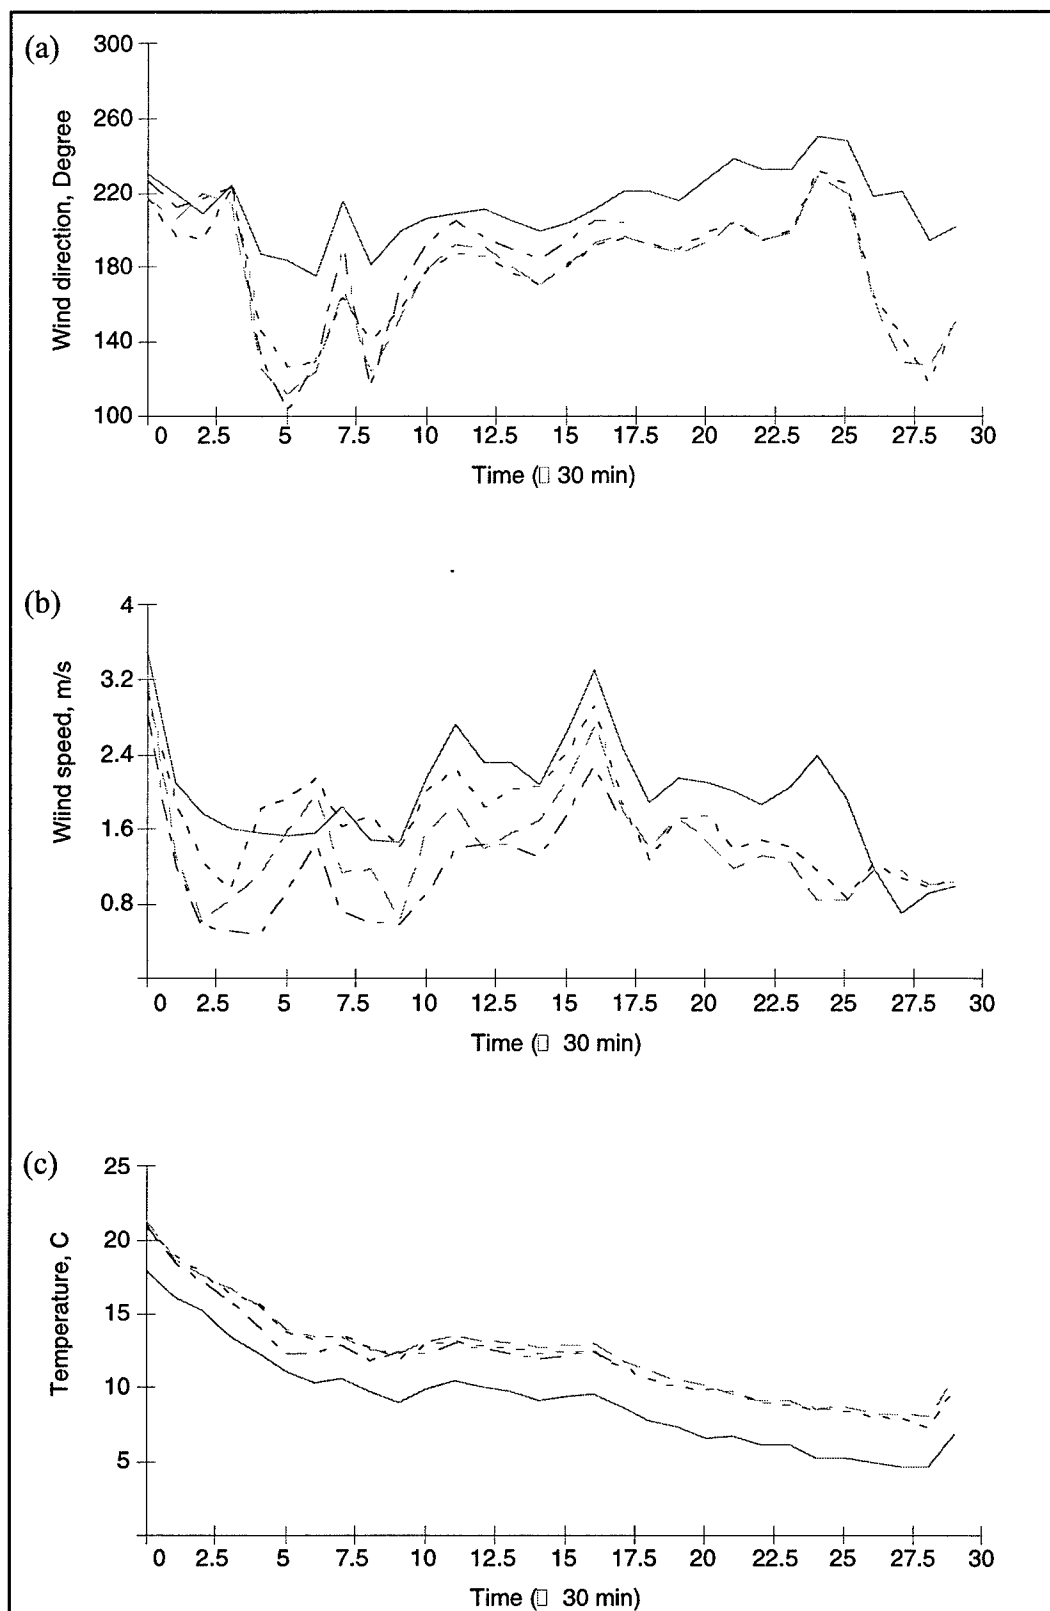 (a)
300
260
220
180
140
100
Wind direction, Degree
0 2.5 5 7.5 10 12.5 15 17.5 20 22.5 25 27.5 30
Time (▯ 30 min)
(b)
4
3.2
2.4
1.6
0.8
Wiind speed, m/s
0 2.5 5 7.5 10 12.5 15 17.5 20 22.5 25 27.5 30
Time (▯ 30 min)
(c)
25
20
15
10
5
Temperature, C
0 2.5 5 7.5 10 12.5 15 17.5 20 22.5 25 27.5 30
Time (▯ 30 min)